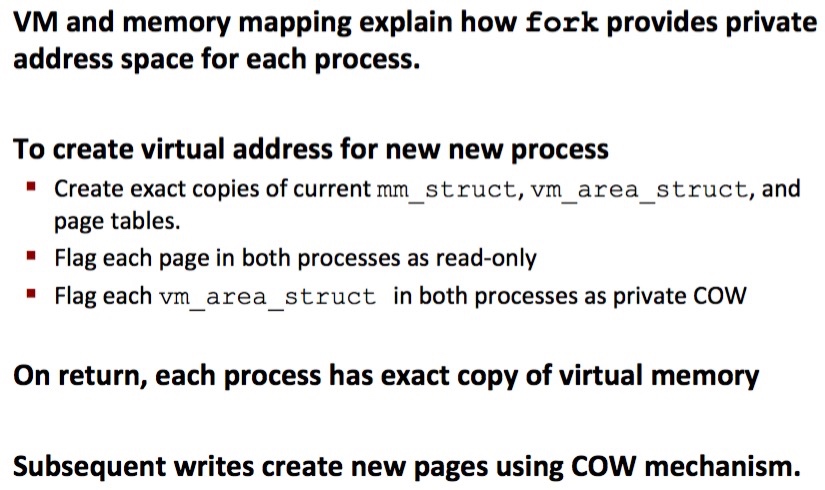 VM and memory mapping explain how fork provides private
address space for each process.
To create virtual address for new new process
▪ Create exact copies of current mm_struct, vm_area_struct, and
page tables.
▪ Flag each page in both processes as read-only
▪ Flag each vm_area_struct in both processes as private COW
On return, each process has exact copy of virtual memory
Subsequent writes create new pages using COW mechanism.